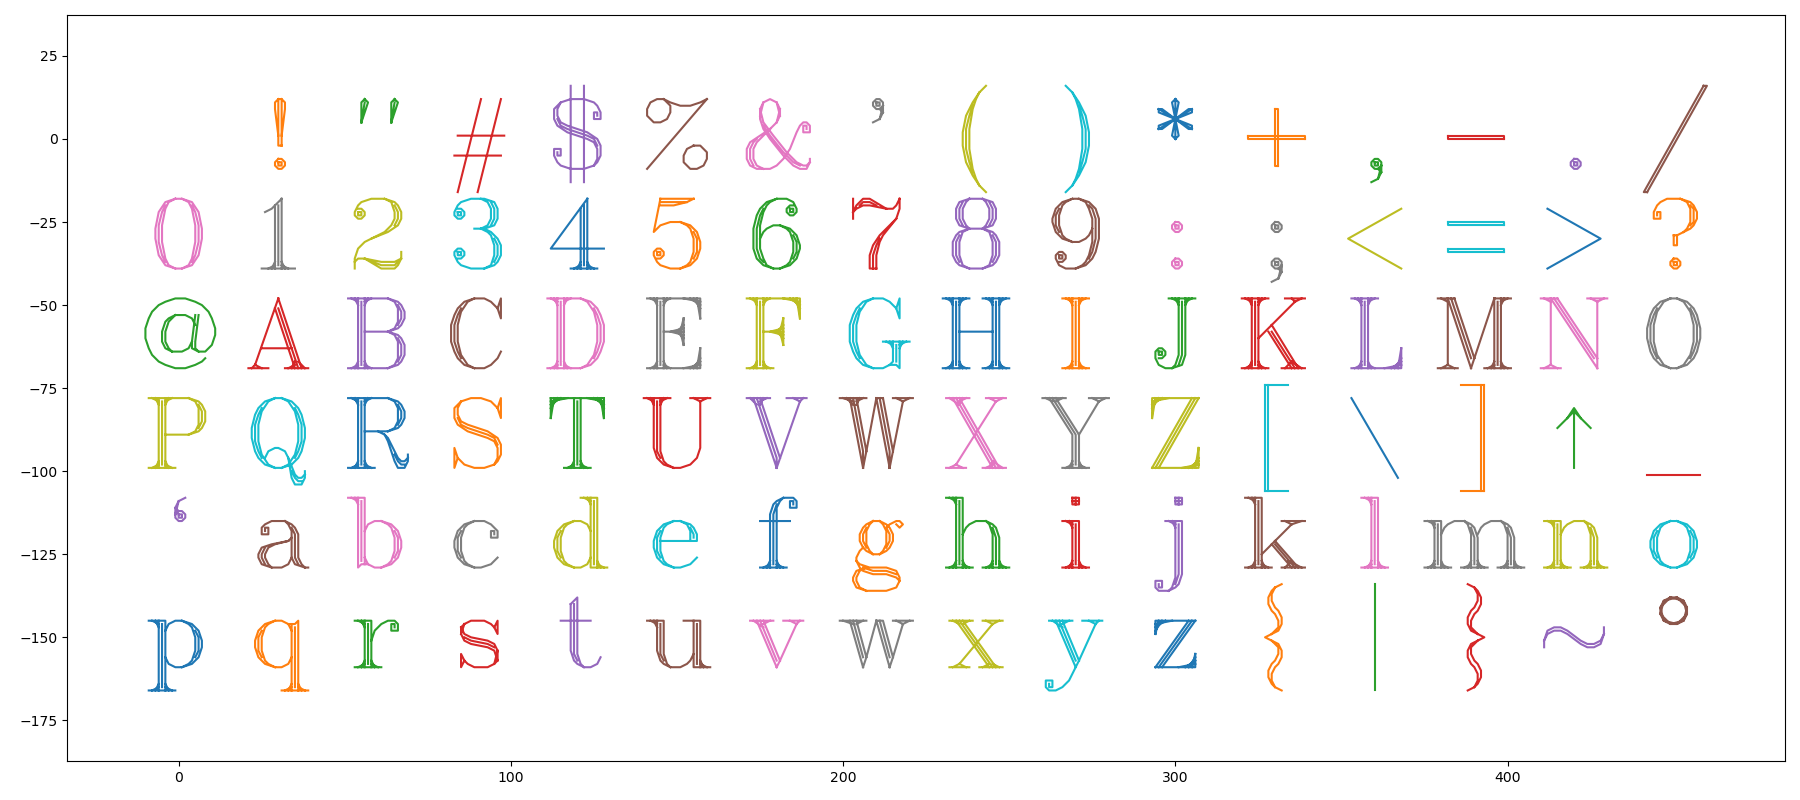 ! " # $ % & ’ ( ) * + , − . /
0 1 2 3 4 5 6 7 8 9 : ; < = > ?
@ A B C D E F G H I J K L M N O
P Q R S T U V W X Y Z [ \ ] ↑ _
‘ a b c d e f g h i j k l m n o
p q r s t u v w x y z { | } ~ °
25
0
−25
−50
−75
−100
−125
−150
−175
0 100 200 300 400